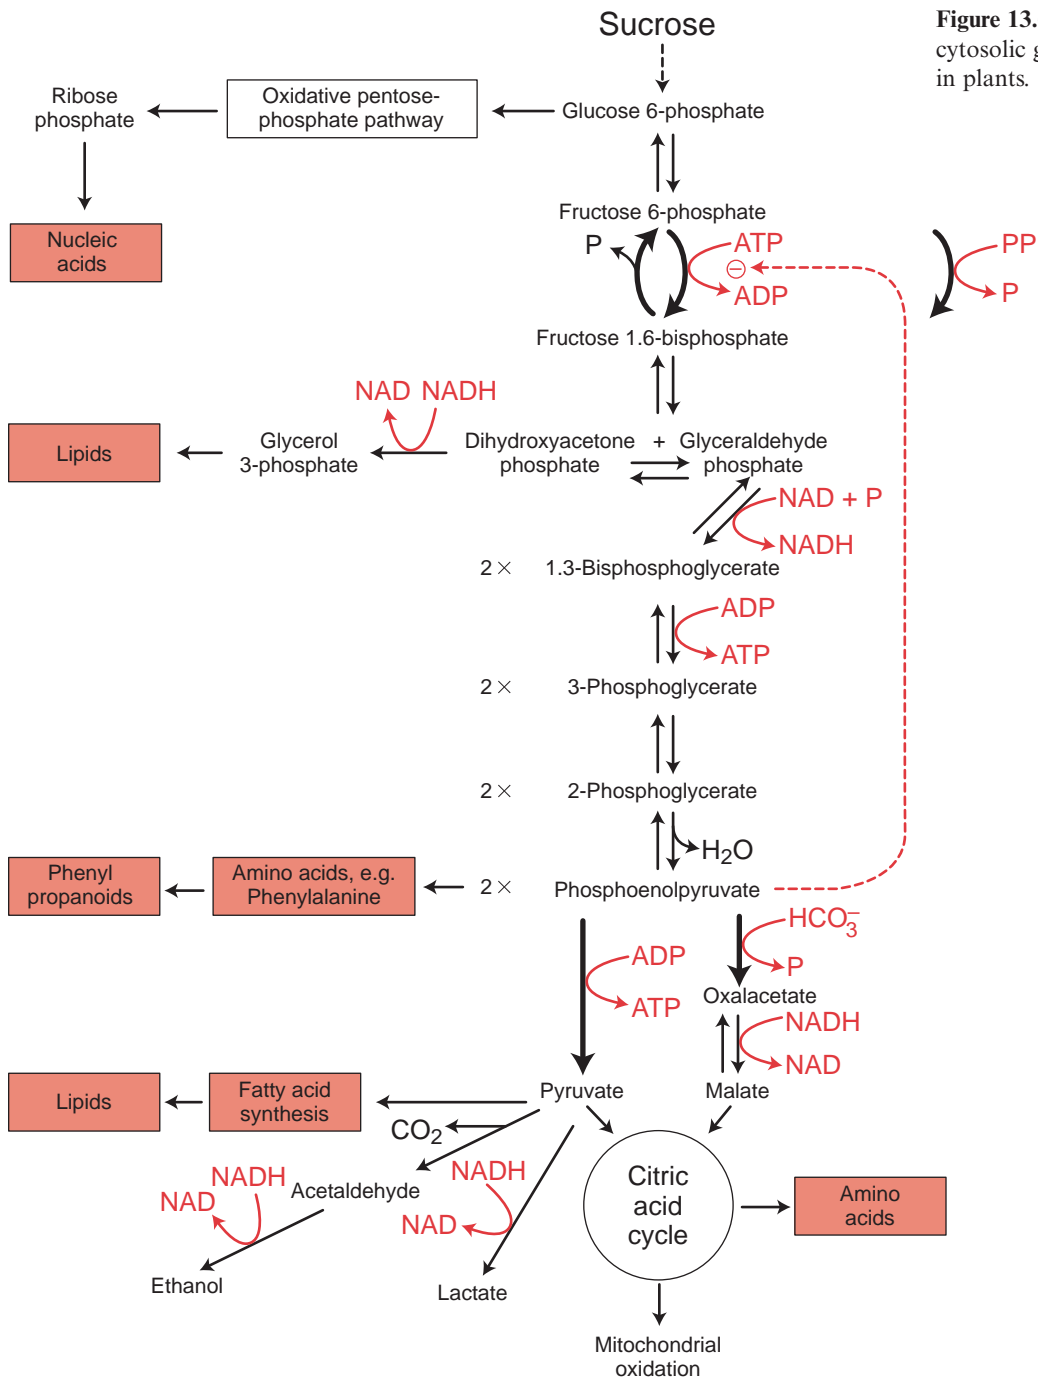 Sucrose
Figure 13.
cytosolic g
in plants.
Ribose
phosphate
Oxidative pentose-
phosphate pathway
Glucose 6-phosphate
Nucleic
acids
Fructose 6-phosphate
P
ATP
⊖
ADP
PP
P
Fructose 1.6-bisphosphate
NAD NADH
Lipids
Glycerol
3-phosphate
Dihydroxyacetone
phosphate
+
Glyceraldehyde
phosphate
NAD + P
NADH
2 × 1.3-Bisphosphoglycerate
ADP
ATP
2 × 3-Phosphoglycerate
2 × 2-Phosphoglycerate
H₂O
Phenyl
propanoids
Amino acids, e.g.
Phenylalanine
2 × Phosphoenolpyruvate
HCO₃⁻
P
ADP
ATP
Oxalacetate
NADH
NAD
Lipids
Fatty acid
synthesis
Pyruvate
Malate
CO₂
NADH
NAD
Acetaldehyde
NADH
NAD
Citric
acid
cycle
Amino
acids
Ethanol
Lactate
Mitochondrial
oxidation